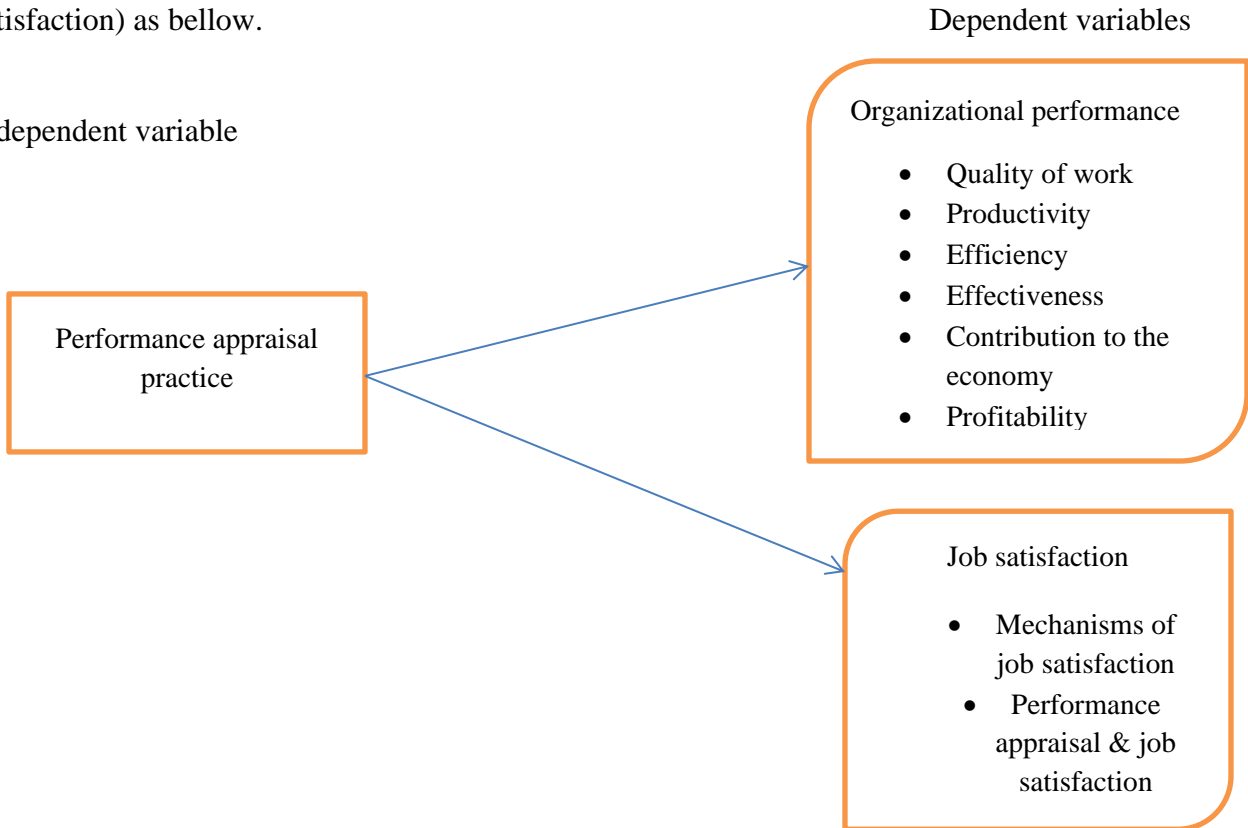 tisfaction) as bellow.
Dependent variables
dependent variable
Organizational performance
• Quality of work
• Productivity
• Efficiency
• Effectiveness
• Contribution to the
economy
• Profitability
Performance appraisal
practice
Job satisfaction
• Mechanisms of
job satisfaction
• Performance
appraisal & job
satisfaction